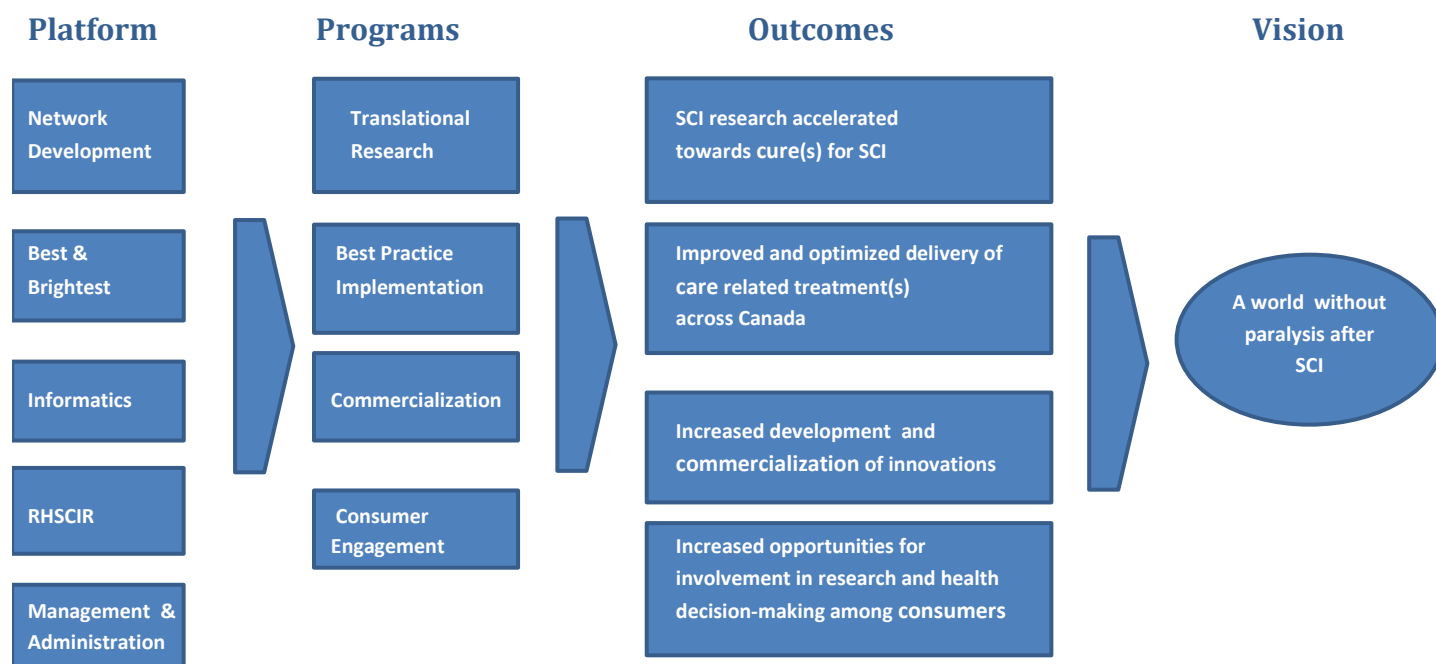 Platform
Programs
Outcomes
Vision
Network
Development
Best &
Brightest
Informatics
RHSCIR
Management &
Administration
Translational
Research
Best Practice
Implementation
Commercialization
Consumer
Engagement
SCI research accelerated
towards cure(s) for SCI
Improved and optimized delivery of
care related treatment(s)
across Canada
Increased development and
commercialization of innovations
Increased opportunities for
involvement in research and health
decision-making among consumers
A world without
paralysis after
SCI